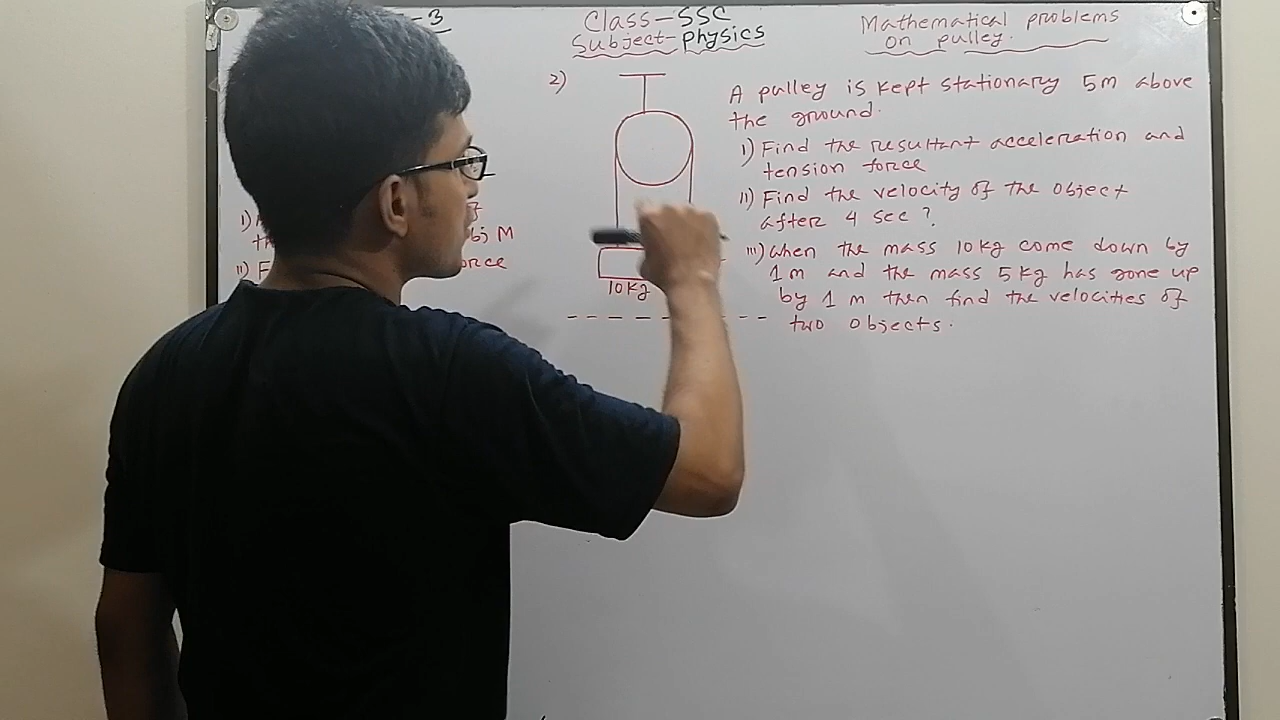 -3
Class-SSC
Subject-physics
Mathematical problems
on pulley.
2)
A pulley is kept stationary 5m above
the ground.
i) Find the resultant acceleration and
tension force
ii) Find the velocity of the object
after 4 sec?
iii) When the mass 10kg come down by
1m and the mass 5kg has gone up
by 1 m then find the velocities of
two objects.
10kg
i)
obj M
ii) F